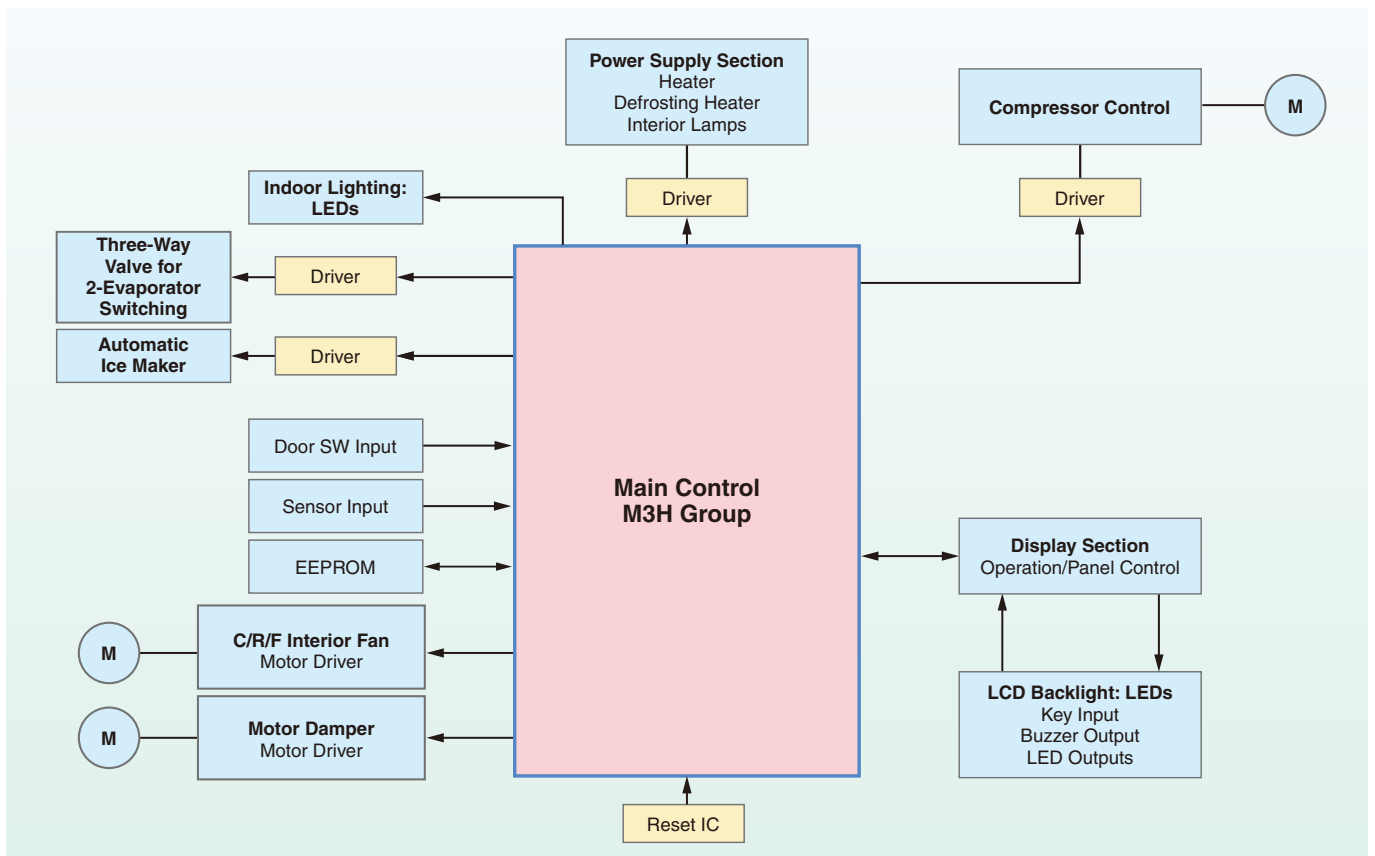 Power Supply Section
Heater
Defrosting Heater
Interior Lamps
Compressor Control
M
Driver
Driver
Indoor Lighting:
LEDs
Three-Way
Valve for
2-Evaporator
Switching
Driver
Automatic
Ice Maker
Driver
Door SW Input
Sensor Input
EEPROM
Main Control
M3H Group
Display Section
Operation/Panel Control
M
C/R/F Interior Fan
Motor Driver
M
Motor Damper
Motor Driver
LCD Backlight: LEDs
Key Input
Buzzer Output
LED Outputs
Reset IC